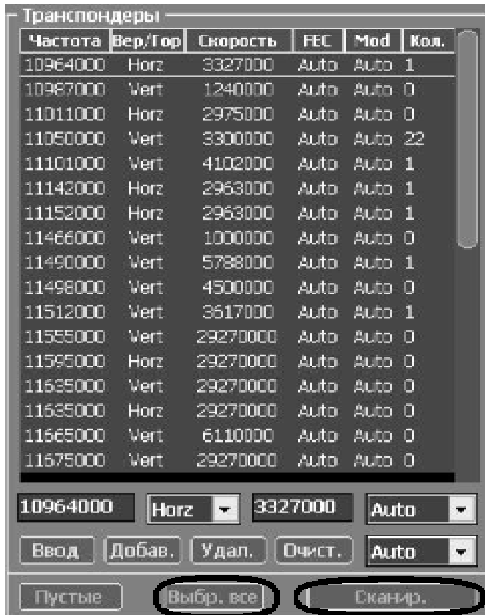 Транспондеры
Частота Вер/Гор Скорость FEC Mod Кол.
10964000 Horz 3327000 Auto Auto 1
10987000 Vert 1240000 Auto Auto 0
11011000 Horz 2975000 Auto Auto 0
11050000 Vert 3300000 Auto Auto 22
11101000 Vert 4102000 Auto Auto 1
11142000 Horz 2963000 Auto Auto 1
11152000 Horz 2963000 Auto Auto 1
11466000 Vert 1000000 Auto Auto 0
11490000 Vert 5788000 Auto Auto 1
11498000 Vert 4500000 Auto Auto 0
11512000 Vert 3617000 Auto Auto 1
11555000 Vert 29270000 Auto Auto 0
11595000 Horz 29270000 Auto Auto 0
11635000 Vert 29270000 Auto Auto 0
11635000 Horz 29270000 Auto Auto 0
11665000 Vert 6110000 Auto Auto 0
11675000 Vert 29270000 Auto Auto 0
10964000 Horz 3327000 Auto
Ввод Добав. Удал. Очист. Auto
Пустые Выбр. все Сканир.